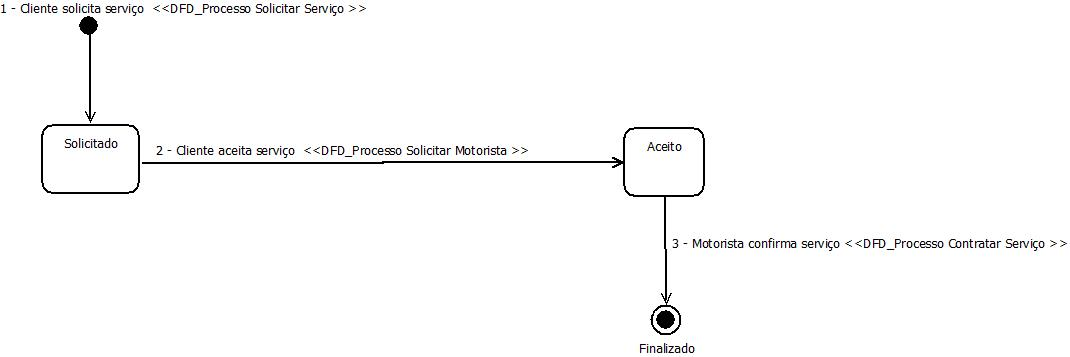 1 - Cliente solicita serviço  <<DFD_Processo Solicitar Serviço >>
Solicitado
2 - Cliente aceita serviço  <<DFD_Processo Solicitar Motorista >>
Aceito
3 - Motorista confirma serviço <<DFD_Processo Contratar Serviço >>
Finalizado